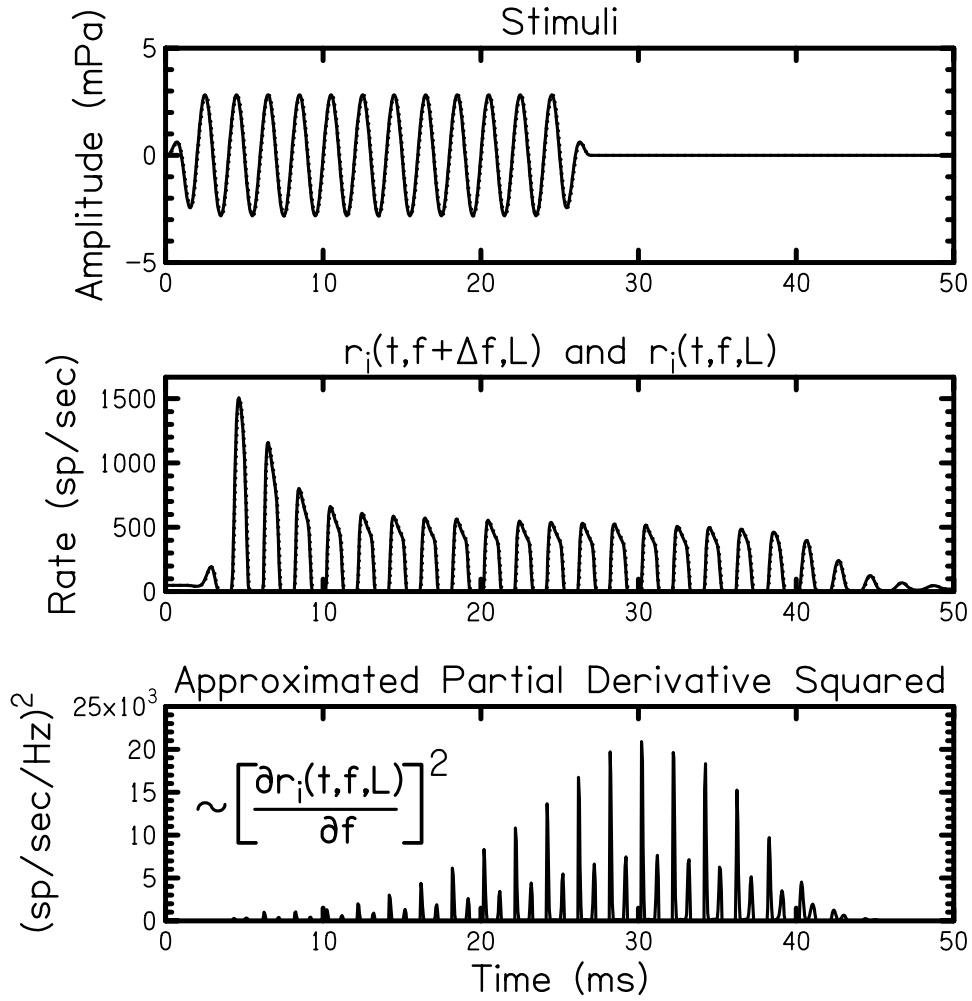 Stimuli
Amplitude (mPa)
5
0
−5
0 10 20 30 40 50
r_i(t,f+Δf,L) and r_i(t,f,L)
Rate (sp/sec)
1500
1000
500
0
0 10 20 30 40 50
Approximated Partial Derivative Squared
(sp/sec/Hz)²
25x10³
20
15
10
5
0
~[∂r_i(t,f,L)/∂f]²
0 10 20 30 40 50
Time (ms)